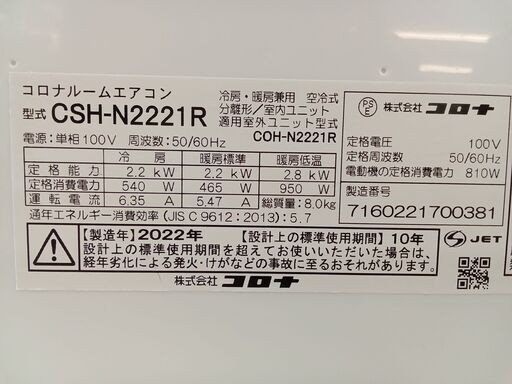 コロナルームエアコン
型式 CSH-N2221R
冷房・暖房兼用 空冷式
分離形／室内ユニット
適用室外ユニット型式
電源：単相100V 周波数：50/60Hz
COH-N2221R
冷 房 暖房標準 暖房低温
定 格 能 力 2.2 kW 2.2 kW 2.8 kW
定格消費電力 540 W 465 W 950 W
運 転 電 流 6.35 A 5.47 A 総質量：8.0kg
通年エネルギー消費効率(JIS C 9612：2013)：5.7
PS
E
株式会社 コロナ
定格電圧 100V
定格周波数 50/60Hz
電動機の定格消費電力 810W
製造番号
7160221700381
【製造年】2022年 【設計上の標準使用期間】10年
設計上の標準使用期間を超えてお使いいただいた場合は、
経年劣化による発火・けがなどの事故に至るおそれがあります。
株式会社 コロナ
S JET